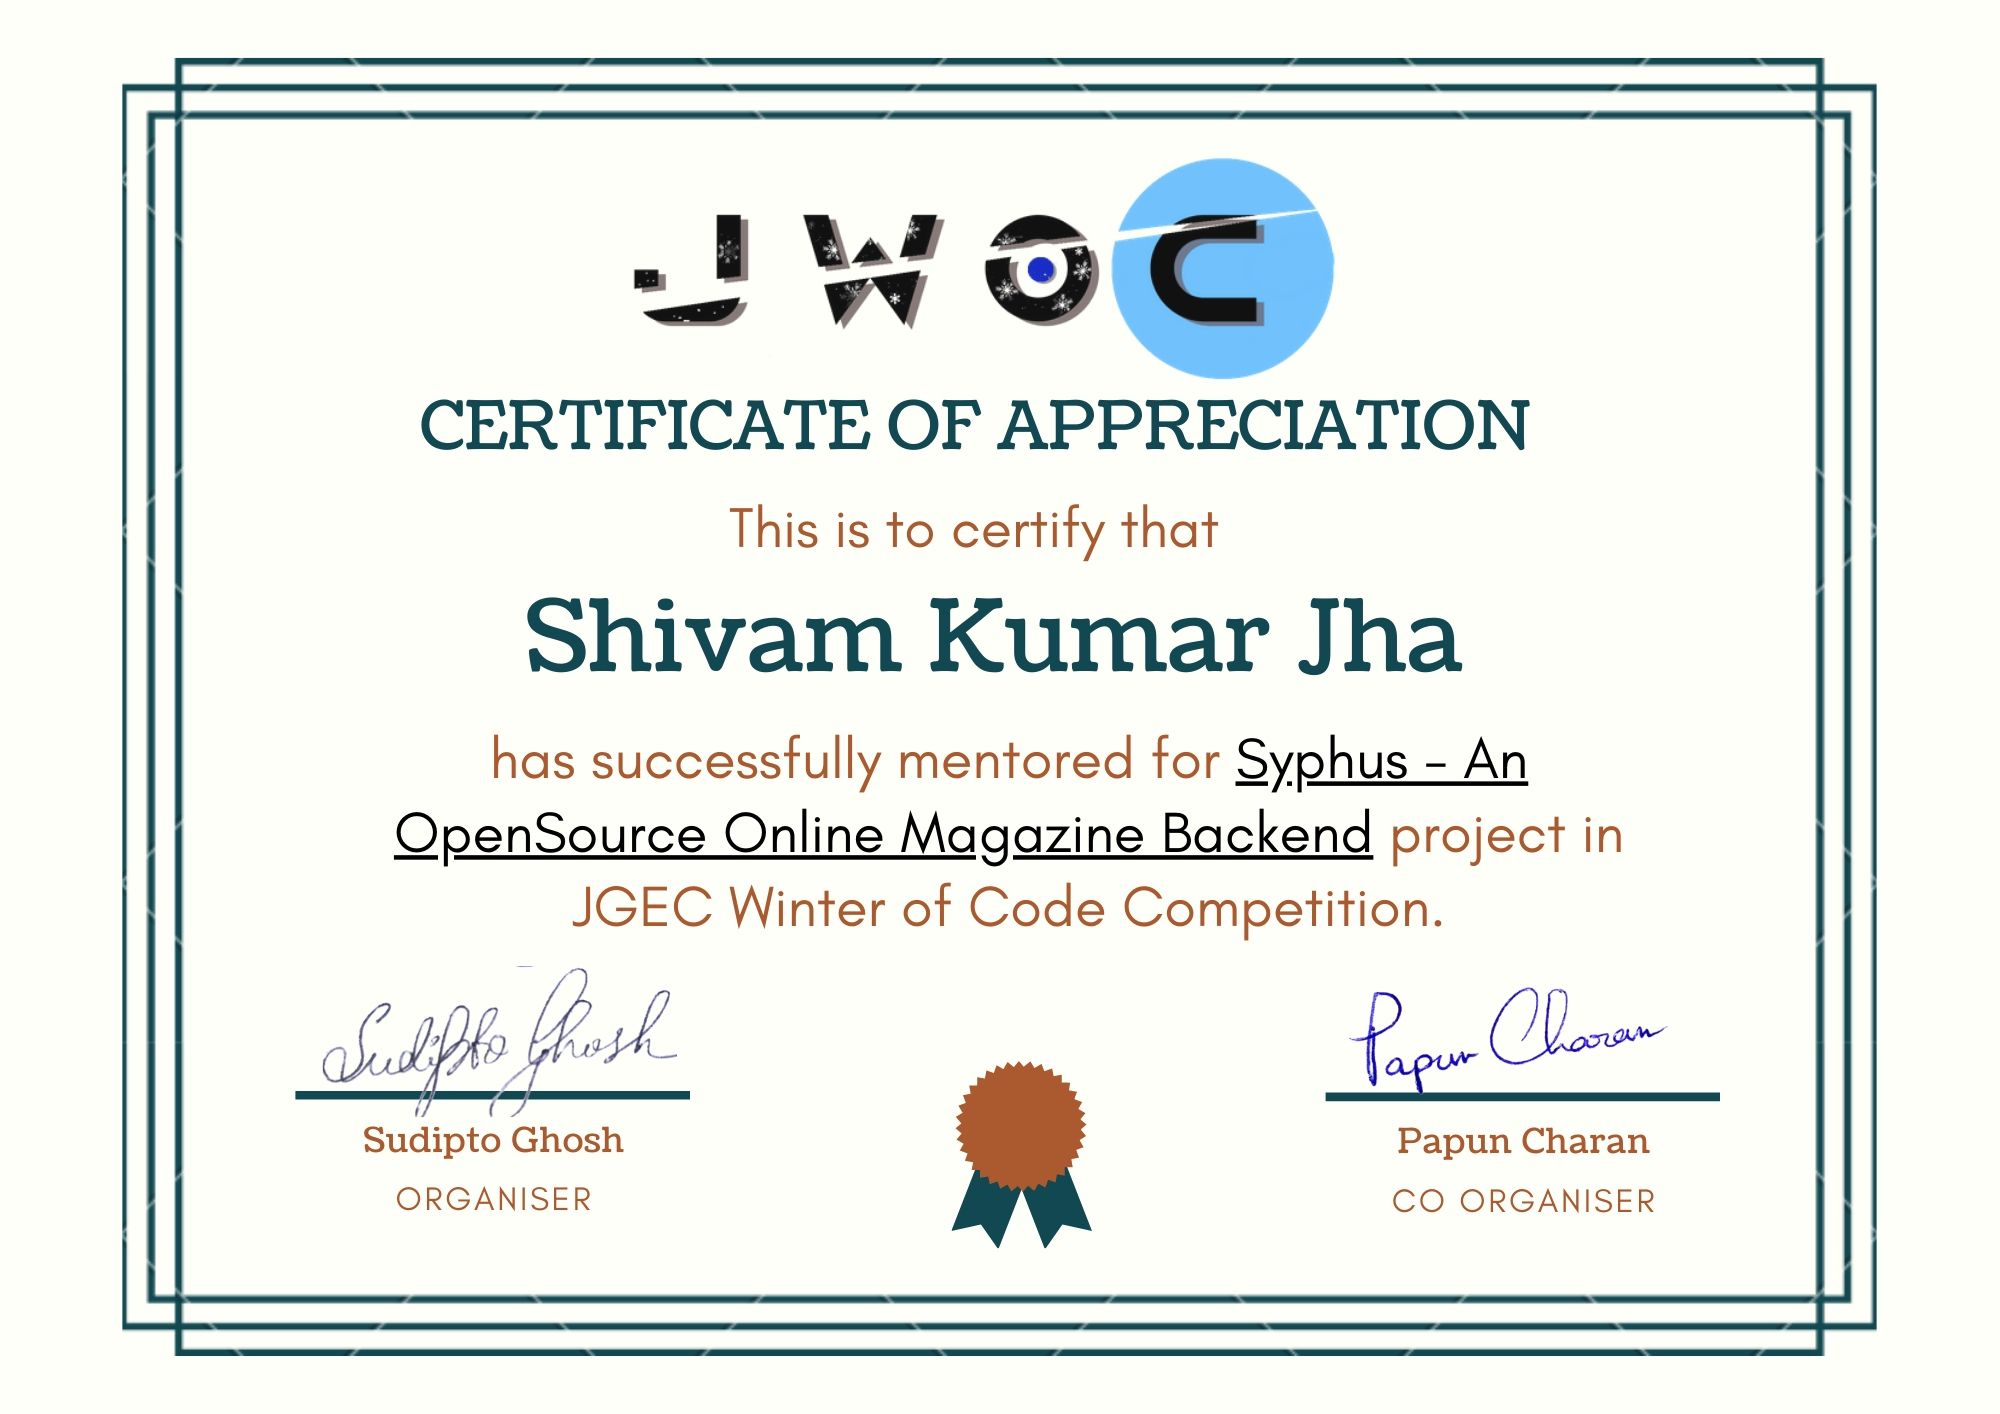 JWOC
CERTIFICATE OF APPRECIATION
This is to certify that
Shivam Kumar Jha
has successfully mentored for Syphus - An
OpenSource Online Magazine Backend project in
JGEC Winter of Code Competition.
Sudipto Ghosh
Papun Charan
Sudipto Ghosh
Papun Charan
ORGANISER
CO ORGANISER